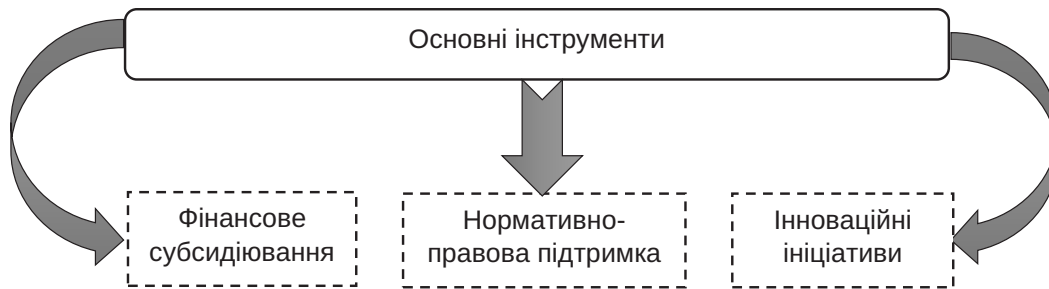 Основні інструменти
Фінансове
субсидіювання
Нормативно-
правова підтримка
Інноваційні
ініціативи